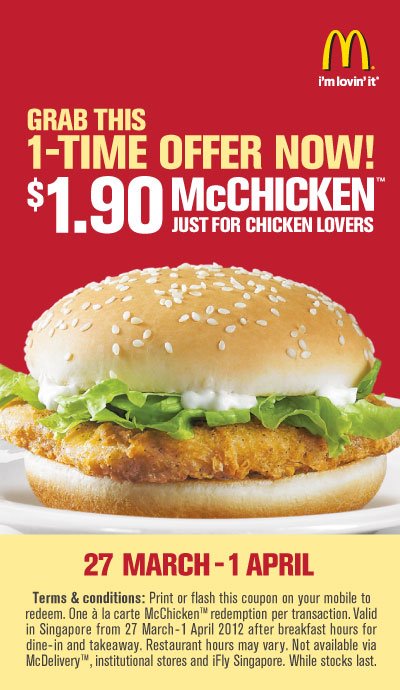 i'm lovin' it®
GRAB THIS
1-TIME OFFER NOW!
$1.90 McCHICKEN™
JUST FOR CHICKEN LOVERS
27 MARCH - 1 APRIL
Terms & conditions: Print or flash this coupon on your mobile to
redeem. One à la carte McChicken™ redemption per transaction. Valid
in Singapore from 27 March-1 April 2012 after breakfast hours for
dine-in and takeaway. Restaurant hours may vary. Not available via
McDelivery™, institutional stores and iFly Singapore. While stocks last.